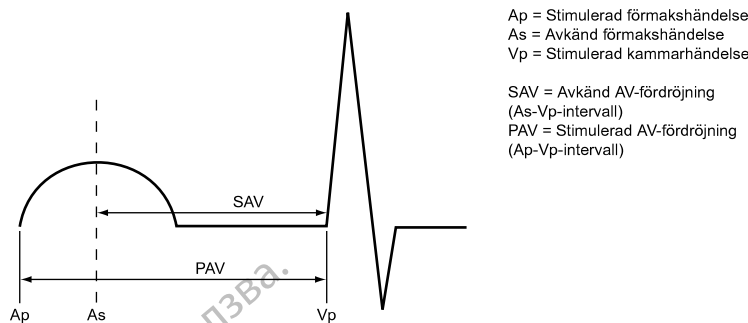 Ap = Stimulerad förmakshändelse
As = Avkänd förmakshändelse
Vp = Stimulerad kammarhändelse
SAV = Avkänd AV-fördröjning
(As-Vp-intervall)
PAV = Stimulerad AV-fördröjning
(Ap-Vp-intervall)
SAV
PAV
Ap As Vp